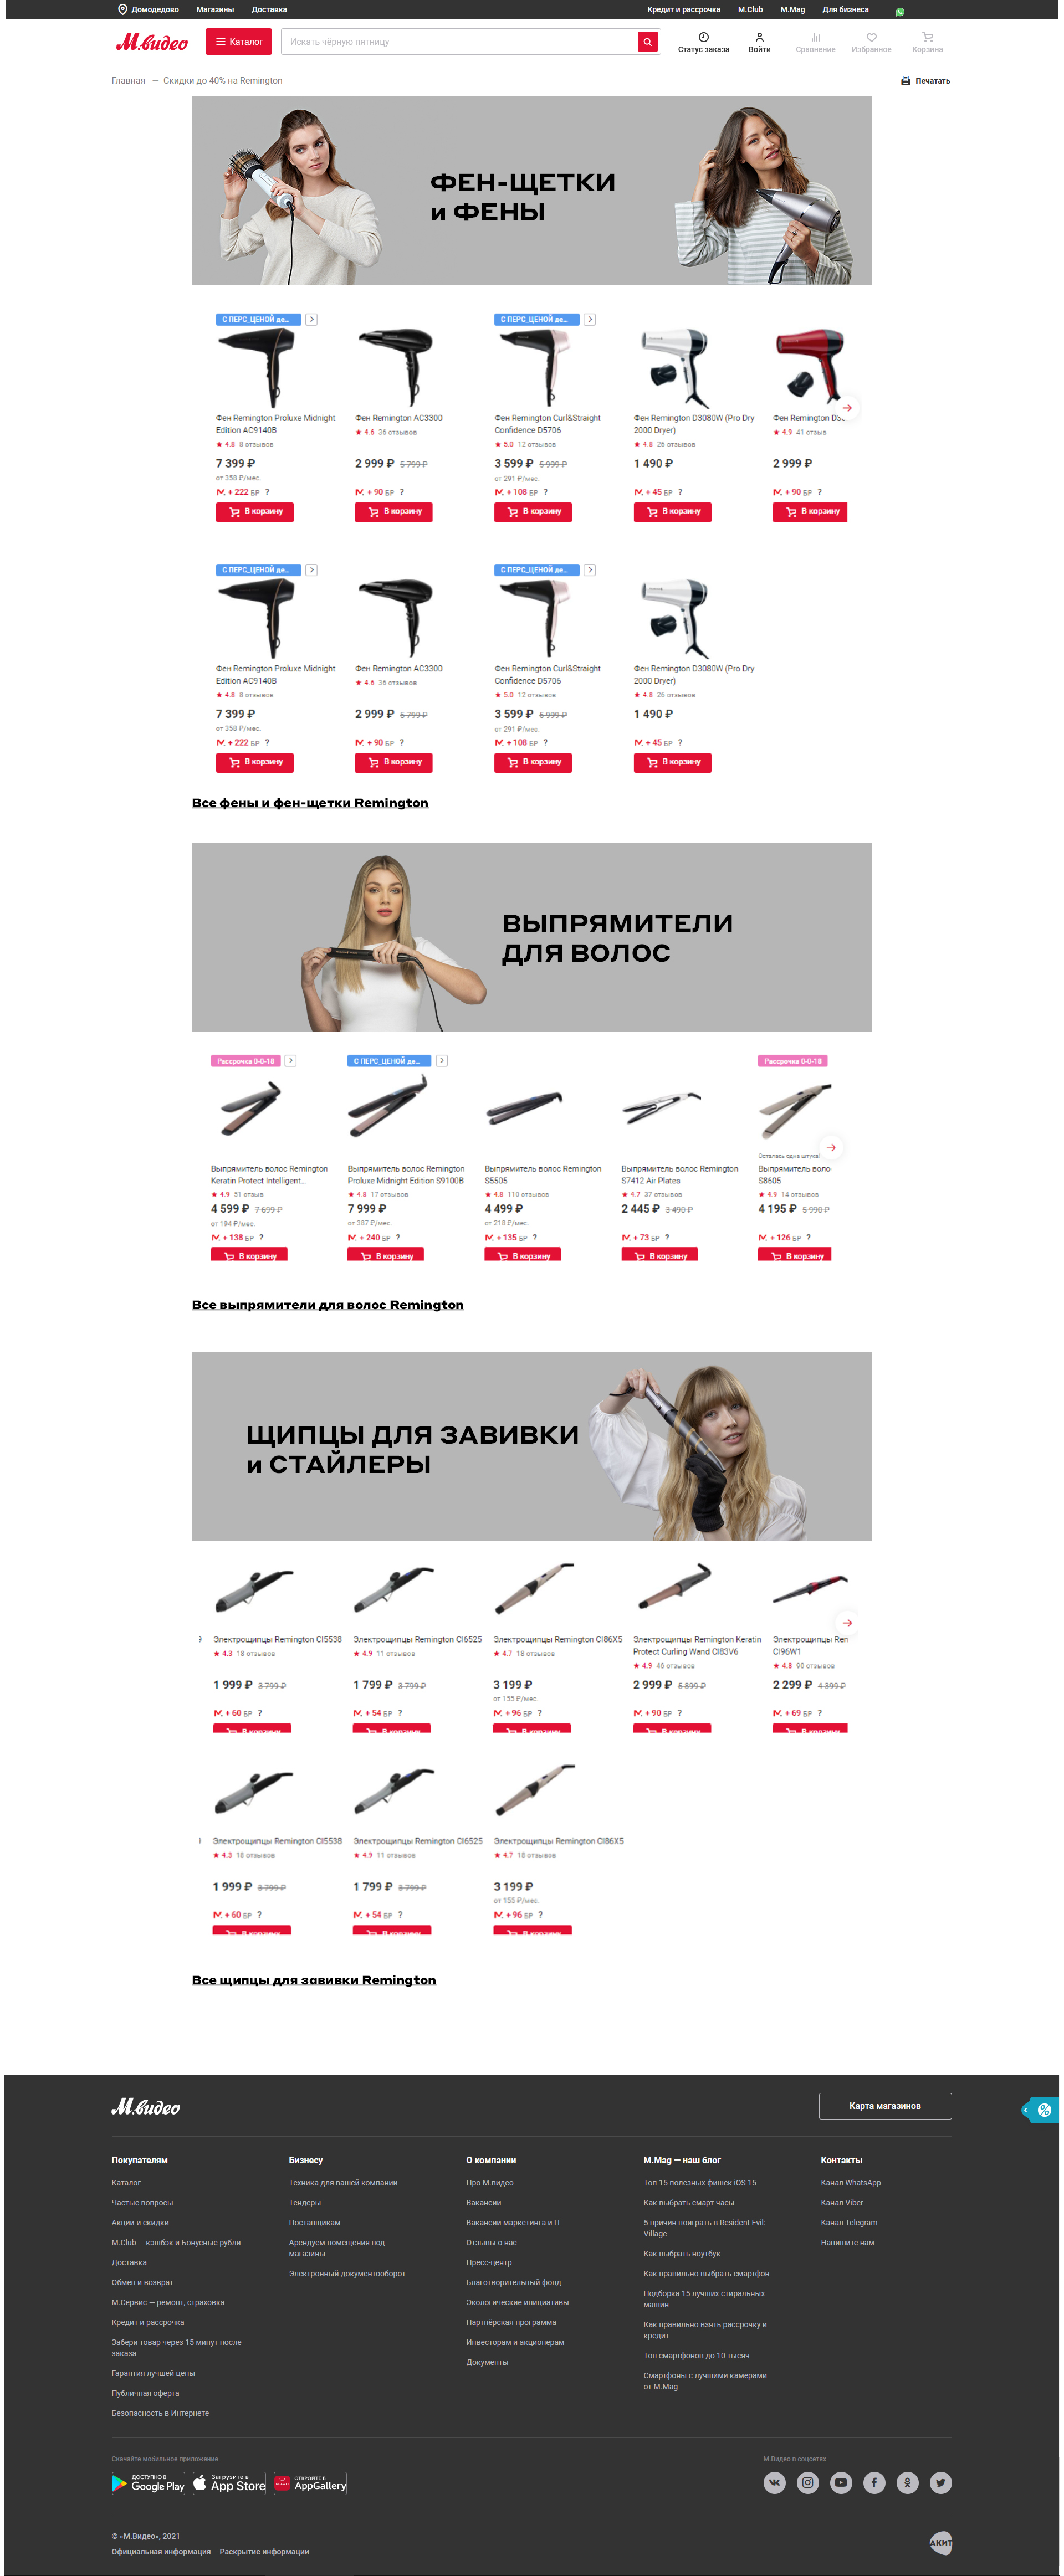 Домодедово Магазины Доставка Кредит и рассрочка M.Club M.Mag Для бизнеса
М.видео Каталог Искать чёрную пятницу Статус заказа Войти Сравнение Избранное Корзина
Главная — Скидки до 40% на Remington Печатать
ФЕН-ЩЕТКИ
и ФЕНЫ
С ПЕРС_ЦЕНОЙ де... С ПЕРС_ЦЕНОЙ де...
Фен Remington Proluxe Midnight Фен Remington AC3300 Фен Remington Curl&Straight Фен Remington D3080W (Pro Dry Фен Remington
Edition AC9140B Confidence D5706 2000 Dryer)
4.8 8 отзывов 4.6 36 отзывов 5.0 12 отзывов 4.8 26 отзывов 4.9 41 отзыв
7 399 ₽ 2 999 ₽ 5 799 ₽ 3 599 ₽ 5 999 ₽ 1 490 ₽ 2 999 ₽
от 358 ₽/мес. от 291 ₽/мес.
+ 222 БР ? + 90 БР ? + 108 БР ? + 45 БР ? + 90 БР ?
В корзину В корзину В корзину В корзину В корзину
С ПЕРС_ЦЕНОЙ де... С ПЕРС_ЦЕНОЙ де...
Фен Remington Proluxe Midnight Фен Remington AC3300 Фен Remington Curl&Straight Фен Remington D3080W (Pro Dry
Edition AC9140B Confidence D5706 2000 Dryer)
4.8 8 отзывов 4.6 36 отзывов 5.0 12 отзывов 4.8 26 отзывов
7 399 ₽ 2 999 ₽ 5 799 ₽ 3 599 ₽ 5 999 ₽ 1 490 ₽
от 358 ₽/мес. от 291 ₽/мес.
+ 222 БР ? + 90 БР ? + 108 БР ? + 45 БР ?
В корзину В корзину В корзину В корзину
Все фены и фен-щетки Remington
ВЫПРЯМИТЕЛИ
ДЛЯ ВОЛОС
Рассрочка 0-0-18 С ПЕРС_ЦЕНОЙ де... Рассрочка 0-0-18
Осталась одна штука!
Выпрямитель волос Remington Выпрямитель волос Remington Выпрямитель волос Remington Выпрямитель волос Remington Выпрямитель
Keratin Protect Intelligent... Proluxe Midnight Edition S9100B S5505 S7412 Air Plates S8605
4.9 51 отзыв 4.8 17 отзывов 4.8 110 отзывов 4.7 37 отзывов 4.9 14 отзывов
4 599 ₽ 7 699 ₽ 7 999 ₽ 4 499 ₽ 2 445 ₽ 3 490 ₽ 4 195 ₽ 5 990 ₽
от 194 ₽/мес. от 387 ₽/мес. от 218 ₽/мес.
+ 138 БР ? + 240 БР ? + 135 БР ? + 73 БР ? + 126 БР ?
В корзину В корзину В корзину В корзину В корзину
Все выпрямители для волос Remington
ЩИПЦЫ ДЛЯ ЗАВИВКИ
и СТАЙЛЕРЫ
Электрощипцы Remington CI5538 Электрощипцы Remington CI6525 Электрощипцы Remington CI86X5 Электрощипцы Remington Keratin Электрощипцы
Protect Curling Wand CI83V6 CI96W1
4.3 18 отзывов 4.9 11 отзывов 4.7 18 отзывов 4.9 46 отзывов 4.8 90 отзывов
1 999 ₽ 3 799 ₽ 1 799 ₽ 3 799 ₽ 3 199 ₽ 2 999 ₽ 5 899 ₽ 2 299 ₽ 4 399 ₽
от 155 ₽/мес.
+ 60 БР ? + 54 БР ? + 96 БР ? + 90 БР ? + 69 БР ?
В корзину В корзину В корзину В корзину В корзину
Электрощипцы Remington CI5538 Электрощипцы Remington CI6525 Электрощипцы Remington CI86X5
4.3 18 отзывов 4.9 11 отзывов 4.7 18 отзывов
1 999 ₽ 3 799 ₽ 1 799 ₽ 3 799 ₽ 3 199 ₽
от 155 ₽/мес.
+ 60 БР ? + 54 БР ? + 96 БР ?
В корзину В корзину В корзину
Все щипцы для завивки Remington
М.видео Карта магазинов
%
Покупателям
Каталог
Частые вопросы
Акции и скидки
M.Club — кэшбэк и Бонусные рубли
Доставка
Обмен и возврат
М.Сервис — ремонт, страховка
Кредит и рассрочка
Забери товар через 15 минут после
заказа
Гарантия лучшей цены
Публичная оферта
Безопасность в Интернете
Бизнесу
Техника для вашей компании
Тендеры
Поставщикам
Арендуем помещения под
магазины
Электронный документооборот
О компании
Про М.видео
Вакансии
Вакансии маркетинга и IT
Отзывы о нас
Пресс-центр
Благотворительный фонд
Экологические инициативы
Партнёрская программа
Инвесторам и акционерам
Документы
M.Mag — наш блог
Топ-15 полезных фишек iOS 15
Как выбрать смарт-часы
5 причин поиграть в Resident Evil:
Village
Как выбрать ноутбук
Как правильно выбрать смартфон
Подборка 15 лучших стиральных
машин
Как правильно взять рассрочку и
кредит
Топ смартфонов до 10 тысяч
Смартфоны с лучшими камерами
от M.Mag
Контакты
Канал WhatsApp
Канал Viber
Канал Telegram
Напишите нам
Скачайте мобильное приложение М.Видео в соцсетях
ДОСТУПНО В
Google Play
Загрузите в
App Store
ОТКРОЙТЕ В
AppGallery
© «М.Видео», 2021
Официальная информация Раскрытие информации
АКИТ